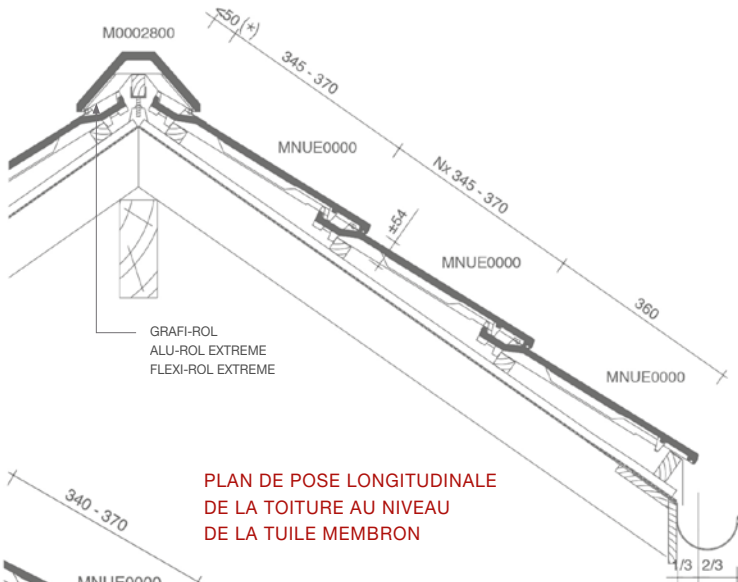 M0002800
<50 (*)
345 - 370
MNUE0000
Nx 345-370
±54
MNUE0000
360
MNUE0000
GRAFI-ROL
ALU-ROL EXTREME
FLEXI-ROL EXTREME
PLAN DE POSE LONGITUDINALE
DE LA TOITURE AU NIVEAU
DE LA TUILE MEMBRON
340 - 370
1/3 2/3
MNUE0000